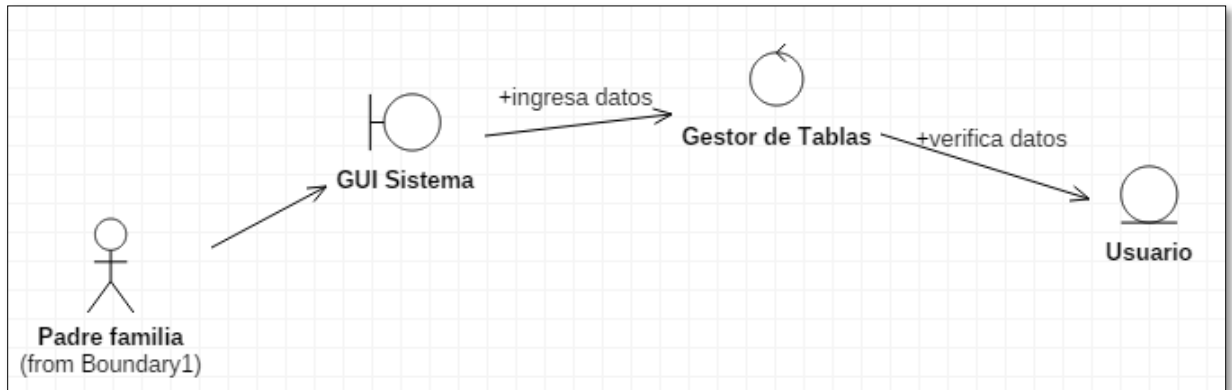 +ingresa datos
Gestor de Tablas
+verifica datos
GUI Sistema
Usuario
Padre familia
(from Boundary1)